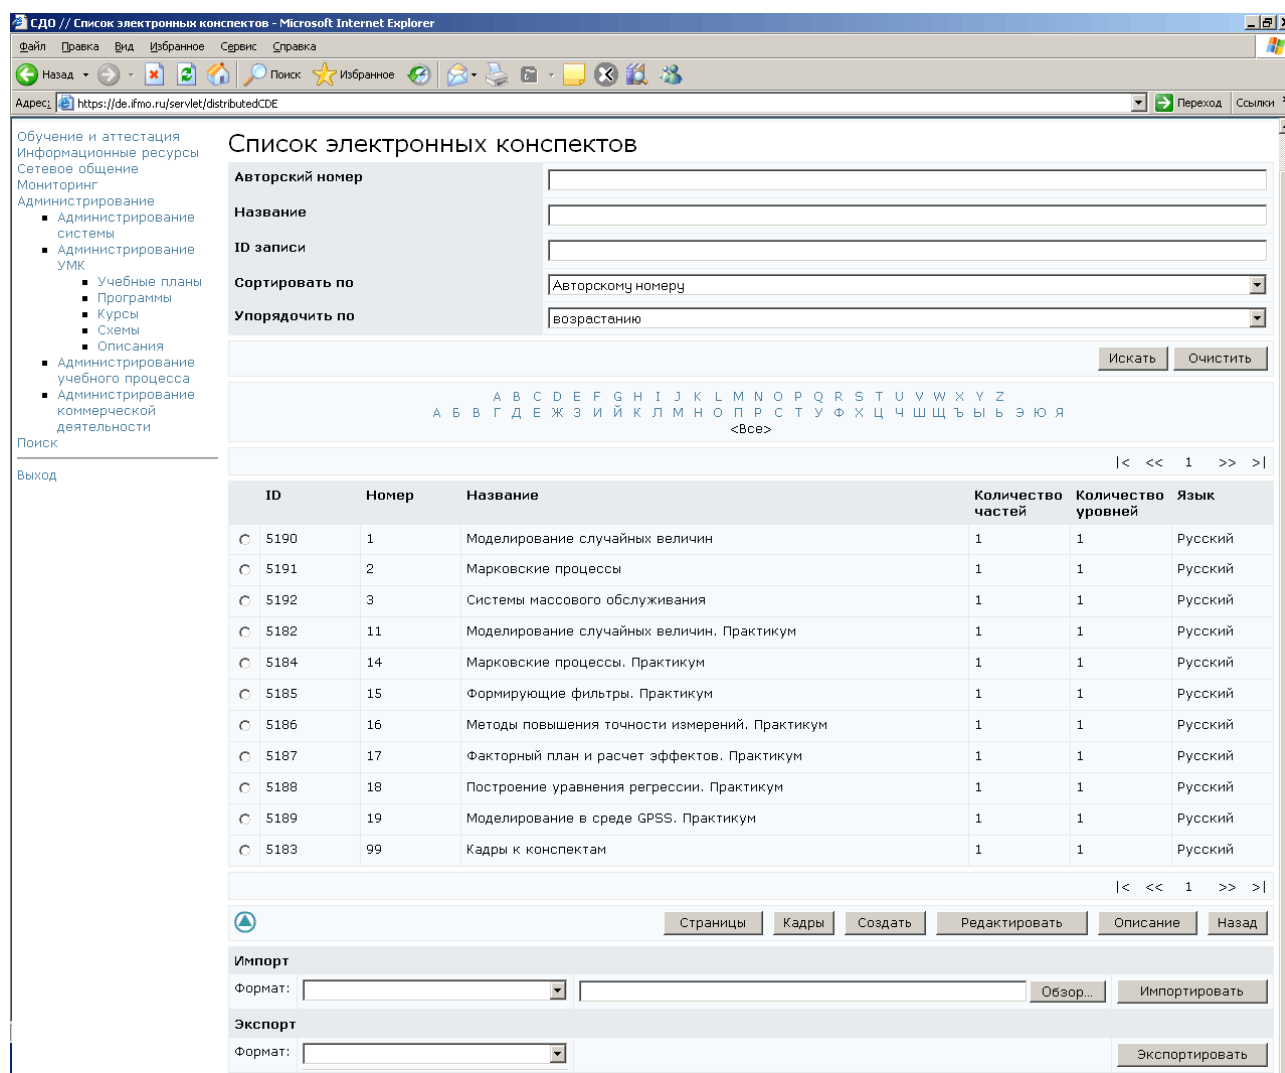 СДО // Список электронных конспектов - Microsoft Internet Explorer
Файл Правка Вид Избранное Сервис Справка
Назад Поиск Избранное
Адрес: https://de.ifmo.ru/servlet/distributedCDE Переход Ссылки
Обучение и аттестация
Информационные ресурсы
Сетевое общение
Мониторинг
Администрирование
Администрирование
системы
Администрирование
УМК
Учебные планы
Программы
Курсы
Схемы
Описания
Администрирование
учебного процесса
Администрирование
коммерческой
деятельности
Поиск
Выход
Список электронных конспектов
Авторский номер
Название
ID записи
Сортировать по Авторскому номеру
Упорядочить по возрастанию
Искать Очистить
A B C D E F G H I J K L M N O P Q R S T U V W X Y Z
А Б В Г Д Е Ж З И Й К Л М Н О П Р С Т У Ф Х Ц Ч Ш Щ Ъ Ы Ь Э Ю Я
<Все>
|< << 1 >> >|
ID Номер Название Количество частей Количество уровней Язык
5190 1 Моделирование случайных величин 1 1 Русский
5191 2 Марковские процессы 1 1 Русский
5192 3 Системы массового обслуживания 1 1 Русский
5182 11 Моделирование случайных величин. Практикум 1 1 Русский
5184 14 Марковские процессы. Практикум 1 1 Русский
5185 15 Формирующие фильтры. Практикум 1 1 Русский
5186 16 Методы повышения точности измерений. Практикум 1 1 Русский
5187 17 Факторный план и расчет эффектов. Практикум 1 1 Русский
5188 18 Построение уравнения регрессии. Практикум 1 1 Русский
5189 19 Моделирование в среде GPSS. Практикум 1 1 Русский
5183 99 Кадры к конспектам 1 1 Русский
|< << 1 >> >|
Страницы Кадры Создать Редактировать Описание Назад
Импорт
Формат: Обзор... Импортировать
Экспорт
Формат: Экспортировать